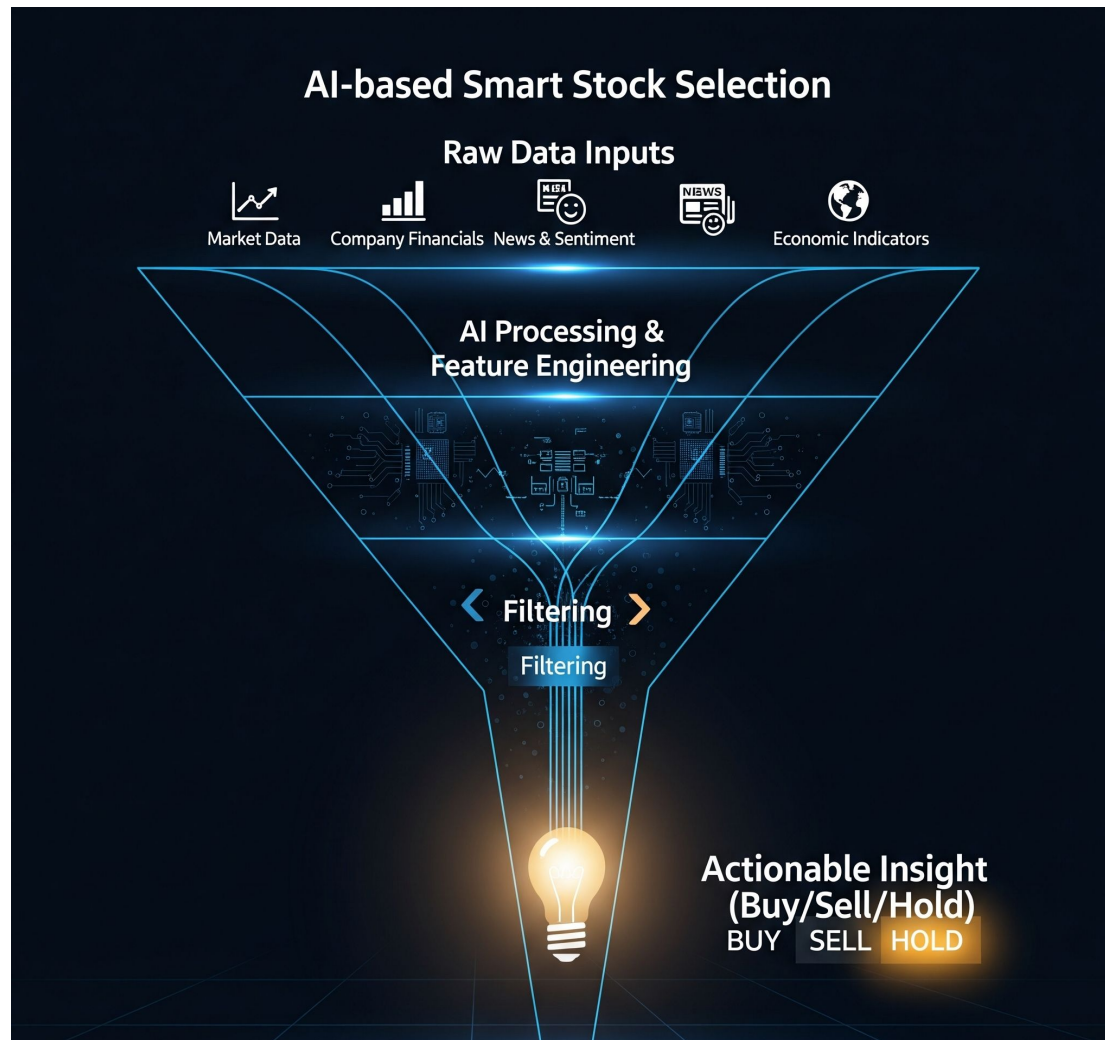 AI-based Smart Stock Selection
Raw Data Inputs
NEWS
Market Data
Company Financials
News & Sentiment
Economic Indicators
AI Processing &
Feature Engineering
Filtering
Filtering
Actionable Insight
(Buy/Sell/Hold)
BUY SELL HOLD